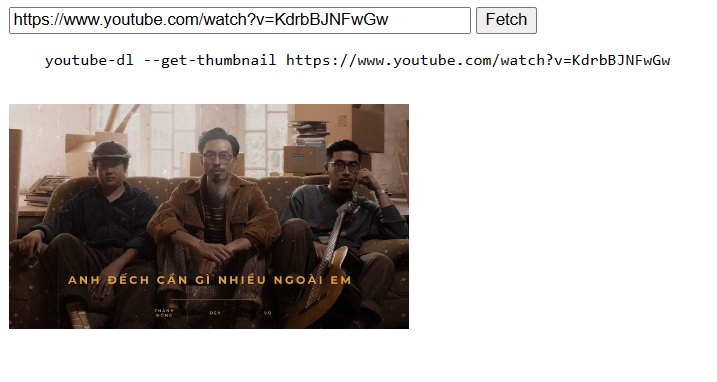 https://www.youtube.com/watch?v=KdrbBJNFwGw Fetch
youtube-dl --get-thumbnail https://www.youtube.com/watch?v=KdrbBJNFwGw
ANH ĐẾCH CẦN GÌ NHIỀU NGOÀI EM
THÀNH ĐỒNG ĐEN VŨ